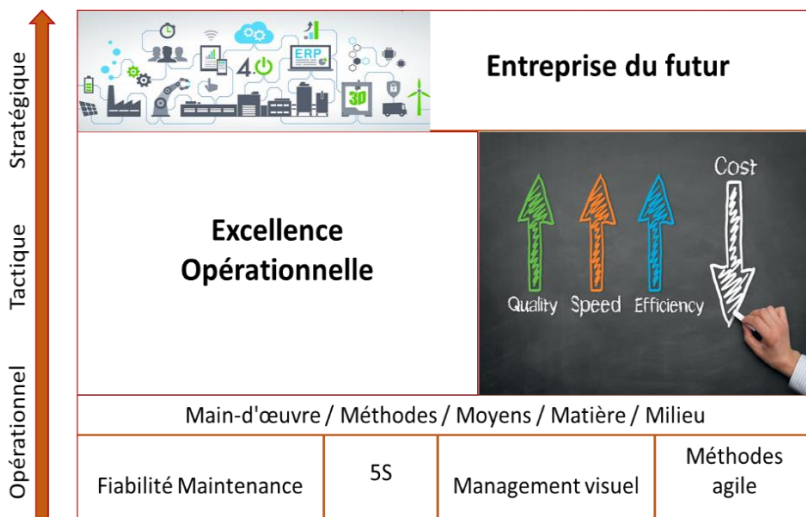 Stratégique
Tactique
Opérationnel
4.0
ERP
3D
Entreprise du futur
Excellence
Opérationnelle
Cost
Quality Speed Efficiency
Main-d'œuvre / Méthodes / Moyens / Matière / Milieu
Fiabilité Maintenance
5S
Management visuel
Méthodes
agile